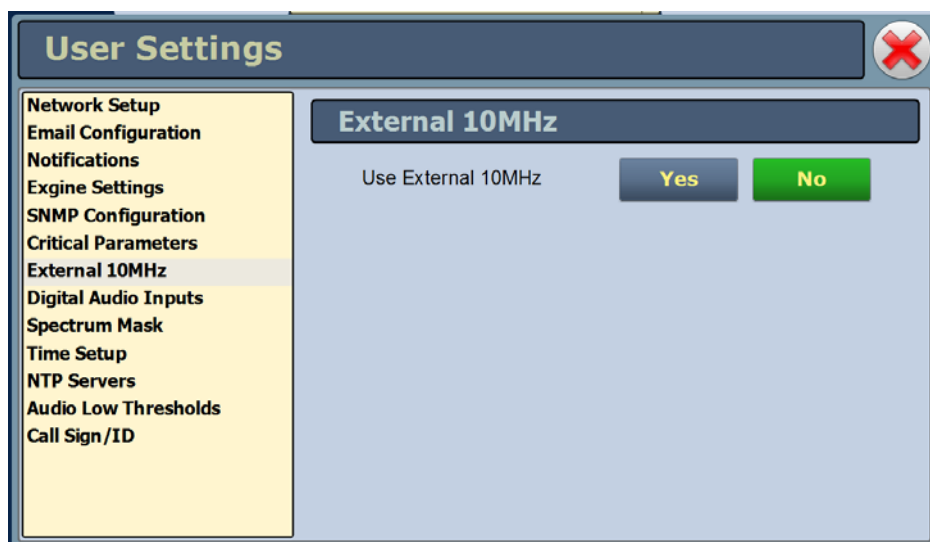 User Settings
Network Setup
Email Configuration
Notifications
Exgine Settings
SNMP Configuration
Critical Parameters
External 10MHz
Digital Audio Inputs
Spectrum Mask
Time Setup
NTP Servers
Audio Low Thresholds
Call Sign/ID
External 10MHz
Use External 10MHz Yes No